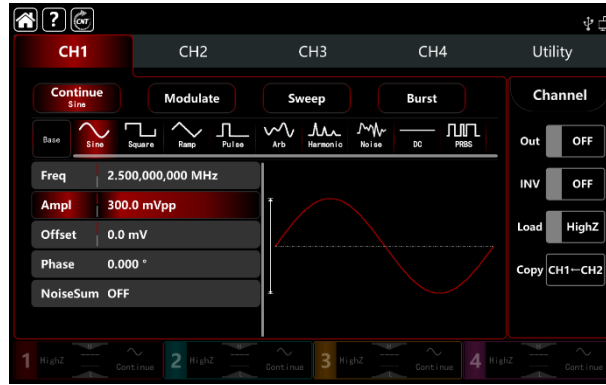 ? CNT
CH1 CH2 CH3 CH4 Utility
Continue Modulate Sweep Burst Channel
Sine
Base Sine Square Ramp Pulse Arb Harmonic Noise DC PRBS
Out OFF
Freq 2.500,000,000 MHz
INV OFF
Ampl 300.0 mVpp
Load HighZ
Offset 0.0 mV
Phase 0.000 °
Copy CH1←CH2
NoiseSum OFF
1 HighZ Continue 2 HighZ Continue 3 HighZ Continue 4 HighZ Continue